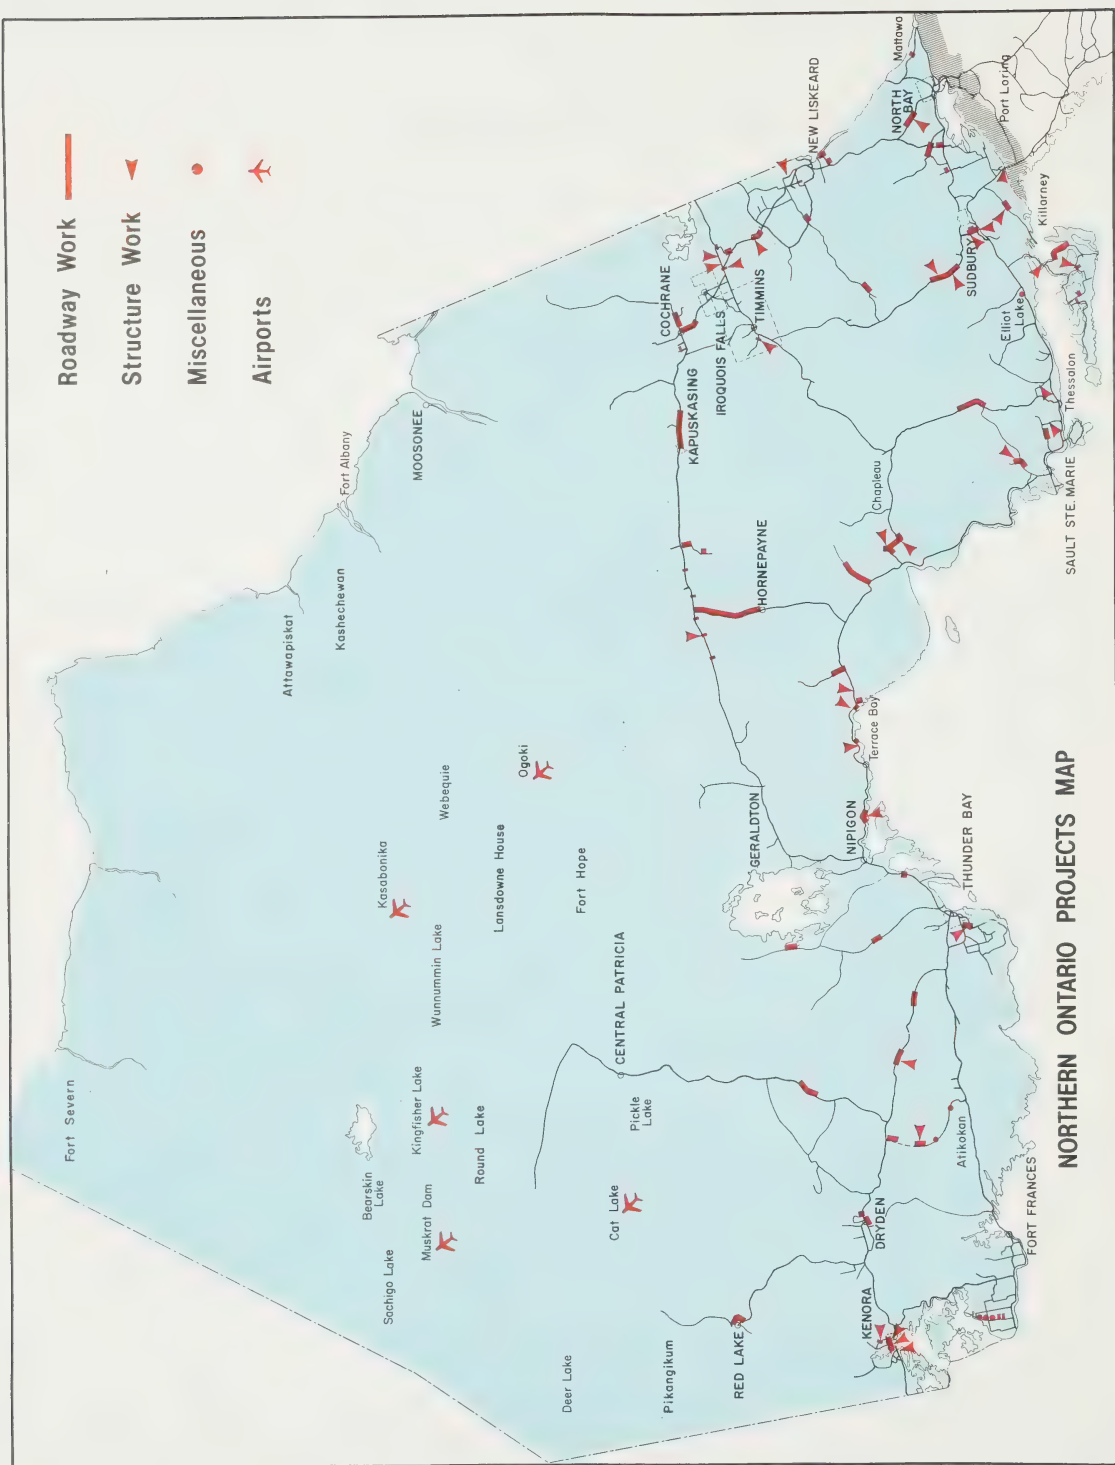 NORTHERN ONTARIO PROJECTS MAP
Roadway Work
Structure Work
Miscellaneous
Airports
Fort Severn
Bearskin
Lake
Sachigo Lake
Muskrat Dam
Kingfisher Lake
Round Lake
Wunnummin Lake
Kasabonika
Webequie
Lansdowne House
Ogoki
Fort Hope
Attawapiskat
Kashechewan
Fort Albany
MOOSONEE
Deer Lake
Pikangikum
Cat Lake
Pickle
Lake
CENTRAL PATRICIA
RED LAKE
KENORA
DRYDEN
FORT FRANCES
Atikokan
THUNDER BAY
NIPIGON
GERALDTON
Terrace Bay
HORNEPAYNE
KAPUSKASING
COCHRANE
IROQUOIS FALLS
TIMMINS
Chapleau
SAULT STE. MARIE
Thessalon
Elliot
Lake
SUDBURY
Killarney
NEW LISKEARD
NORTH
BAY
Mattawa
Port Loring